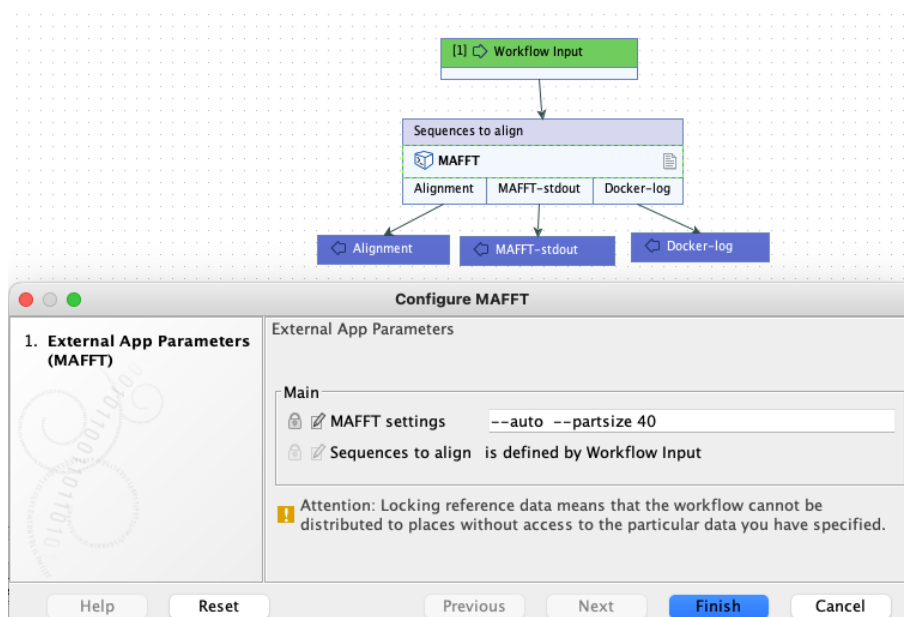 [1] Workflow Input
Sequences to align
MAFFT
Alignment MAFFT-stdout Docker-log
Alignment MAFFT-stdout Docker-log
Configure MAFFT
1. External App Parameters
(MAFFT)
External App Parameters
Main
MAFFT settings --auto --partsize 40
Sequences to align is defined by Workflow Input
Attention: Locking reference data means that the workflow cannot be
distributed to places without access to the particular data you have specified.
Help Reset Previous Next Finish Cancel